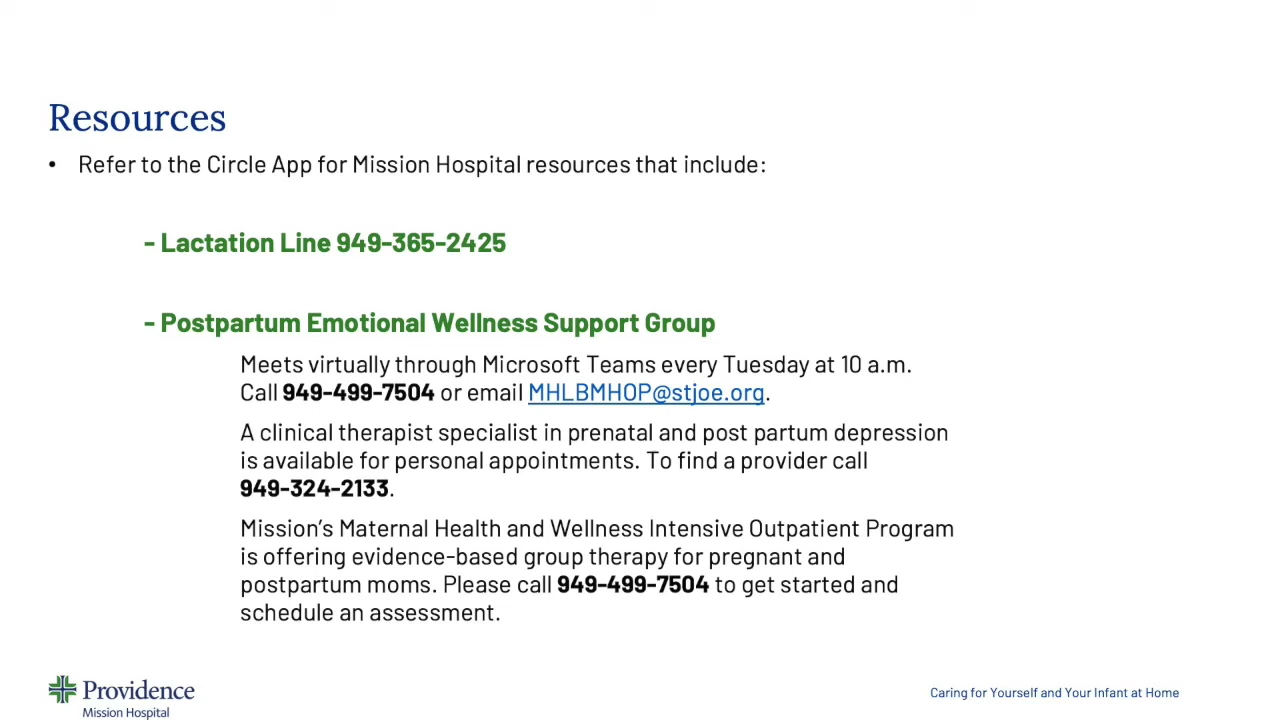 Resources
• Refer to the Circle App for Mission Hospital resources that include:
- Lactation Line 949-365-2425
- Postpartum Emotional Wellness Support Group
Meets virtually through Microsoft Teams every Tuesday at 10 a.m.
Call 949-499-7504 or email MHLBMHOP@stjoe.org.
A clinical therapist specialist in prenatal and post partum depression
is available for personal appointments. To find a provider call
949-324-2133.
Mission’s Maternal Health and Wellness Intensive Outpatient Program
is offering evidence-based group therapy for pregnant and
postpartum moms. Please call 949-499-7504 to get started and
schedule an assessment.
Providence
Mission Hospital
Caring for Yourself and Your Infant at Home